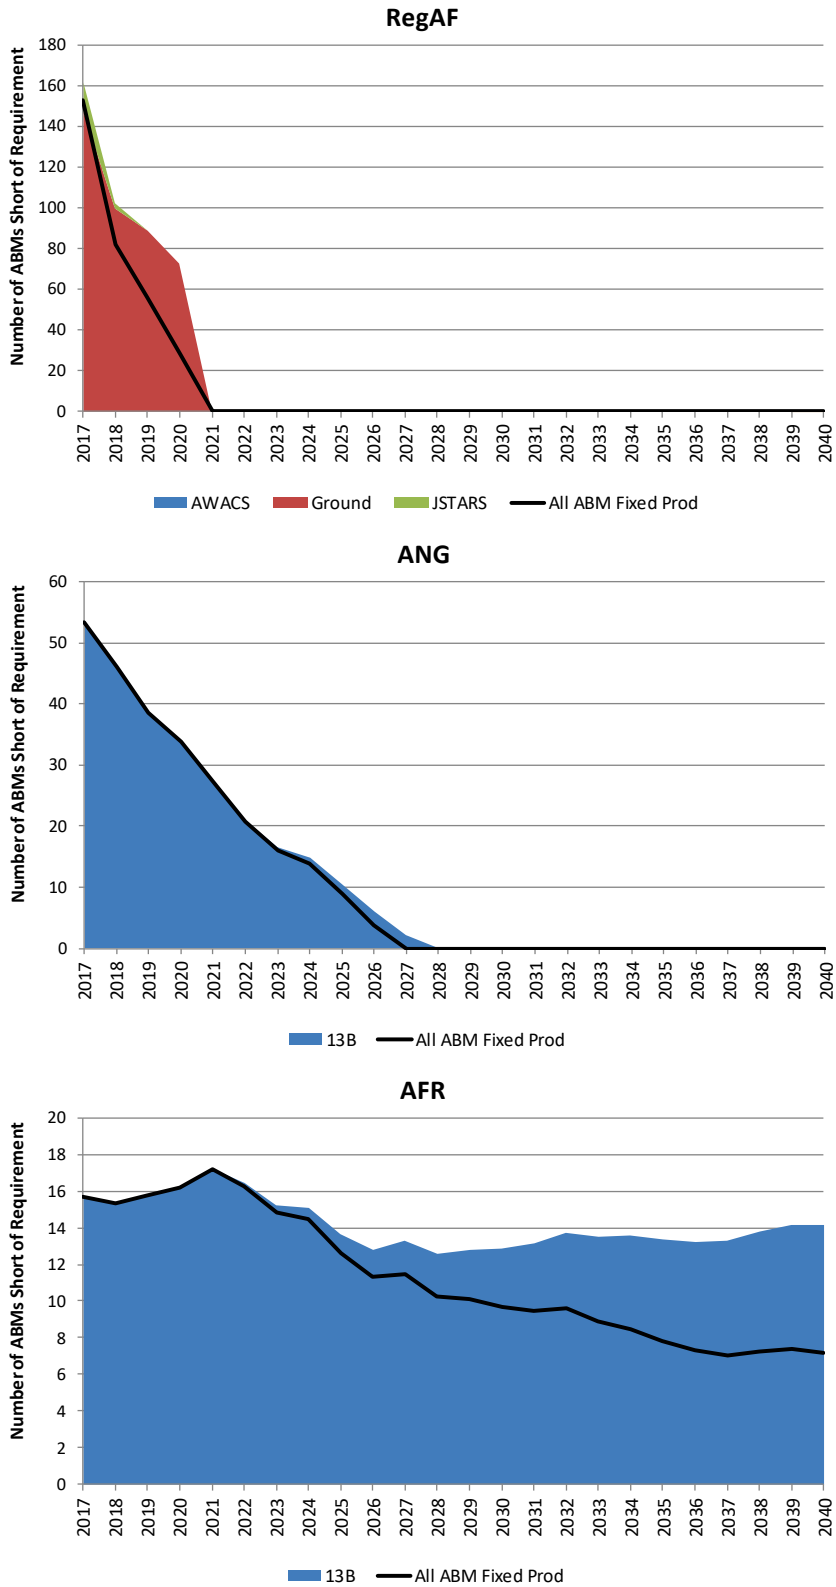 RegAF
Number of ABMs Short of Requirement
180
160
140
120
100
80
60
40
20
0
2017 2018 2019 2020 2021 2022 2023 2024 2025 2026 2027 2028 2029 2030 2031 2032 2033 2034 2035 2036 2037 2038 2039 2040
AWACS Ground JSTARS All ABM Fixed Prod
ANG
Number of ABMs Short of Requirement
60
50
40
30
20
10
0
2017 2018 2019 2020 2021 2022 2023 2024 2025 2026 2027 2028 2029 2030 2031 2032 2033 2034 2035 2036 2037 2038 2039 2040
13B All ABM Fixed Prod
AFR
Number of ABMs Short of Requirement
20
18
16
14
12
10
8
6
4
2
0
2017 2018 2019 2020 2021 2022 2023 2024 2025 2026 2027 2028 2029 2030 2031 2032 2033 2034 2035 2036 2037 2038 2039 2040
13B All ABM Fixed Prod